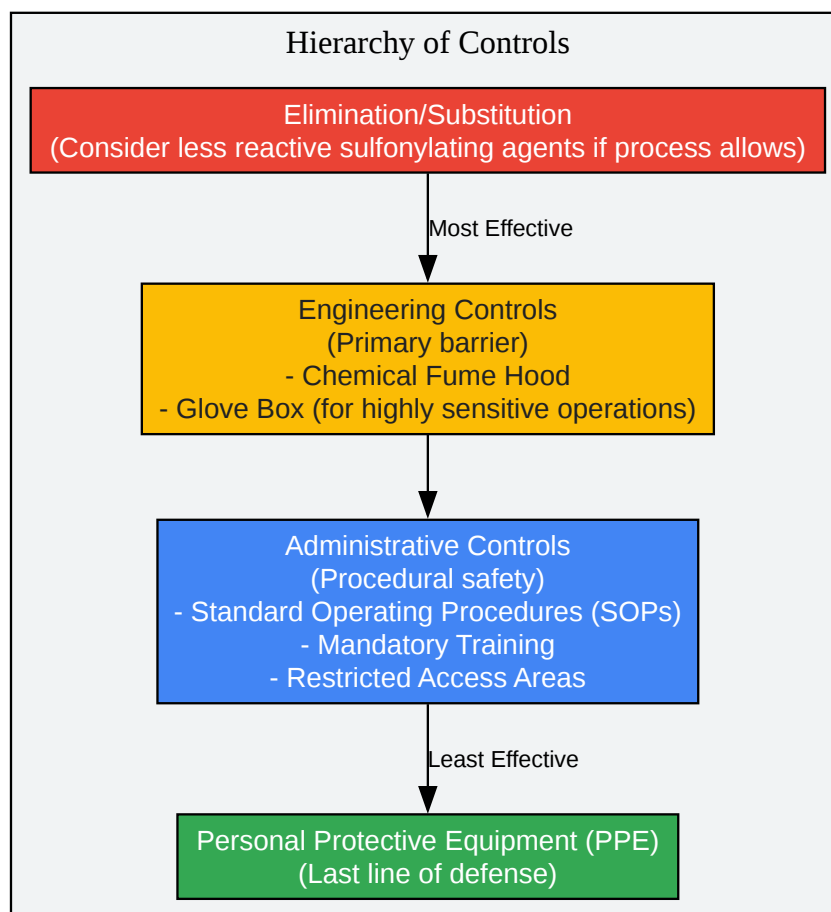 Hierarchy of Controls
Elimination/Substitution
(Consider less reactive sulfonylating agents if process allows)
Most Effective
Engineering Controls
(Primary barrier)
- Chemical Fume Hood
- Glove Box (for highly sensitive operations)
Administrative Controls
(Procedural safety)
- Standard Operating Procedures (SOPs)
- Mandatory Training
- Restricted Access Areas
Least Effective
Personal Protective Equipment (PPE)
(Last line of defense)